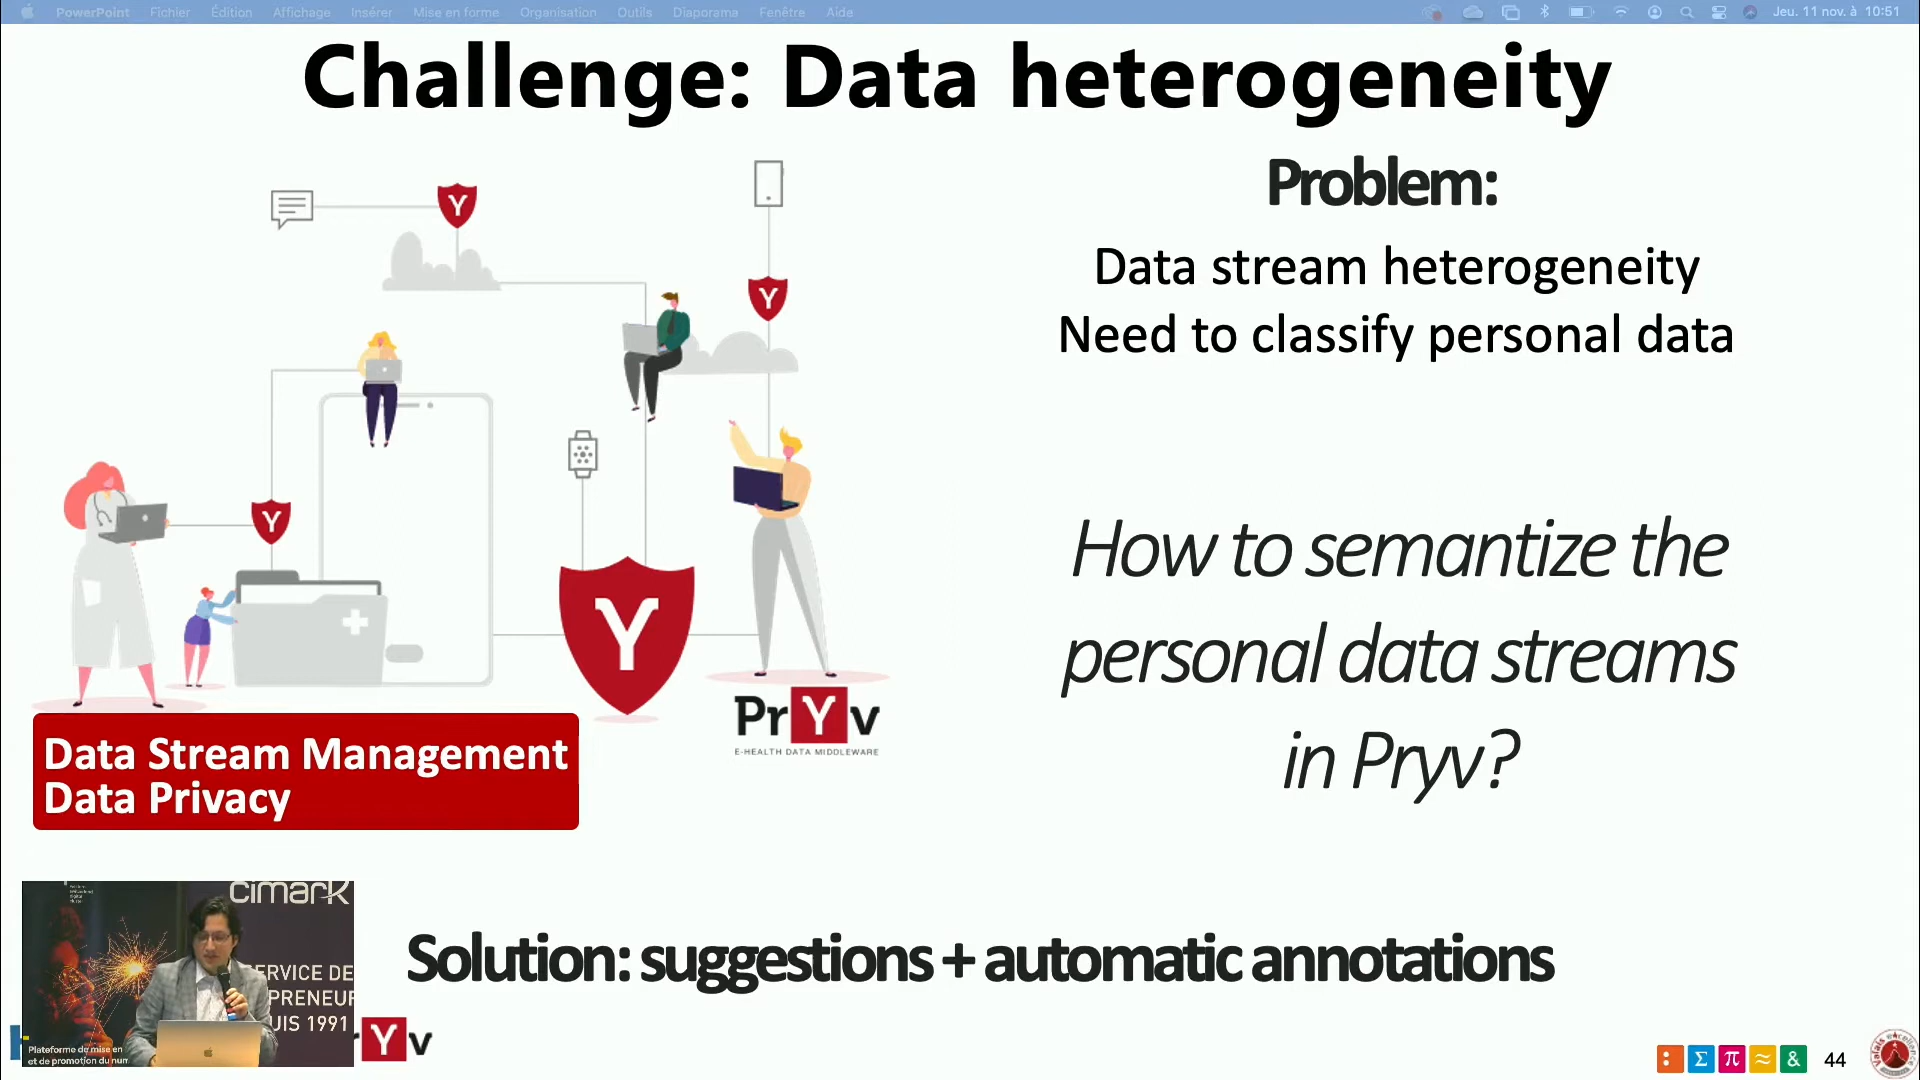 PowerPoint Fichier Édition Affichage Insérer Mise en forme Organisation Outils Diaporama Fenêtre Aide Jeu. 11 nov. à 10:51
Challenge: Data heterogeneity
Problem:
Data stream heterogeneity
Need to classify personal data
Y
Y
Y
Y
How to semantize the
personal data streams
in Pryv?
PrYv
E-HEALTH DATA MIDDLEWARE
Data Stream Management
Data Privacy
cimark
ERVICE DE
PRENEUR
UIS 1991
Plateforme de mise en
et de promotion du num
Solution: suggestions + automatic annotations
rYv
: Σ π ≈ &
44